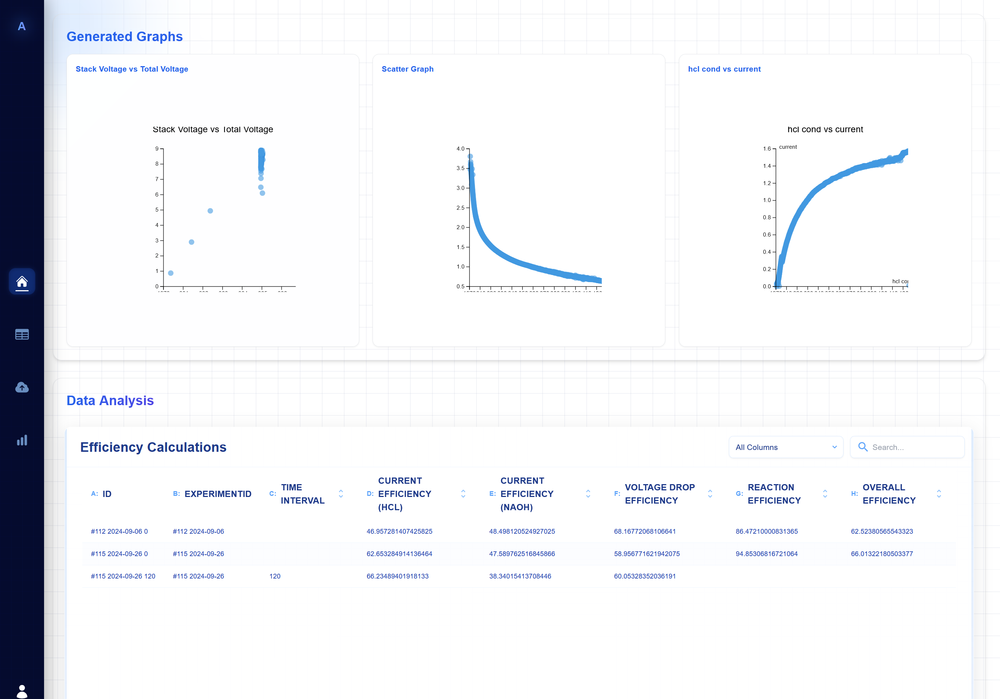 A
Generated Graphs
Stack Voltage vs Total Voltage
Stack Voltage vs Total Voltage
9
8
7
6
5
4
3
2
1
0
Scatter Graph
4.0
3.5
3.0
2.5
2.0
1.5
1.0
0.5
hcl cond vs current
hcl cond vs current
current
1.6
1.4
1.2
1.0
0.8
0.6
0.4
0.2
0.0
hcl
Data Analysis
Efficiency Calculations
All Columns
Search...
A: ID
B: EXPERIMENTID
C: TIME INTERVAL
D: CURRENT EFFICIENCY (HCL)
E: CURRENT EFFICIENCY (NAOH)
F: VOLTAGE DROP EFFICIENCY
G: REACTION EFFICIENCY
H: OVERALL EFFICIENCY
#112 2024-09-06 0 #112 2024-09-06 46.957281407425825 48.498120524927025 68.16772068106641 86.47210000831365 62.52380565543323
#115 2024-09-26 0 #115 2024-09-26 62.653284914136464 47.589762516845866 58.956771621942075 94.85306816721064 66.01322180503377
#115 2024-09-26 120 #115 2024-09-26 120 66.23489401918133 38.34015413708446 60.05328352036191